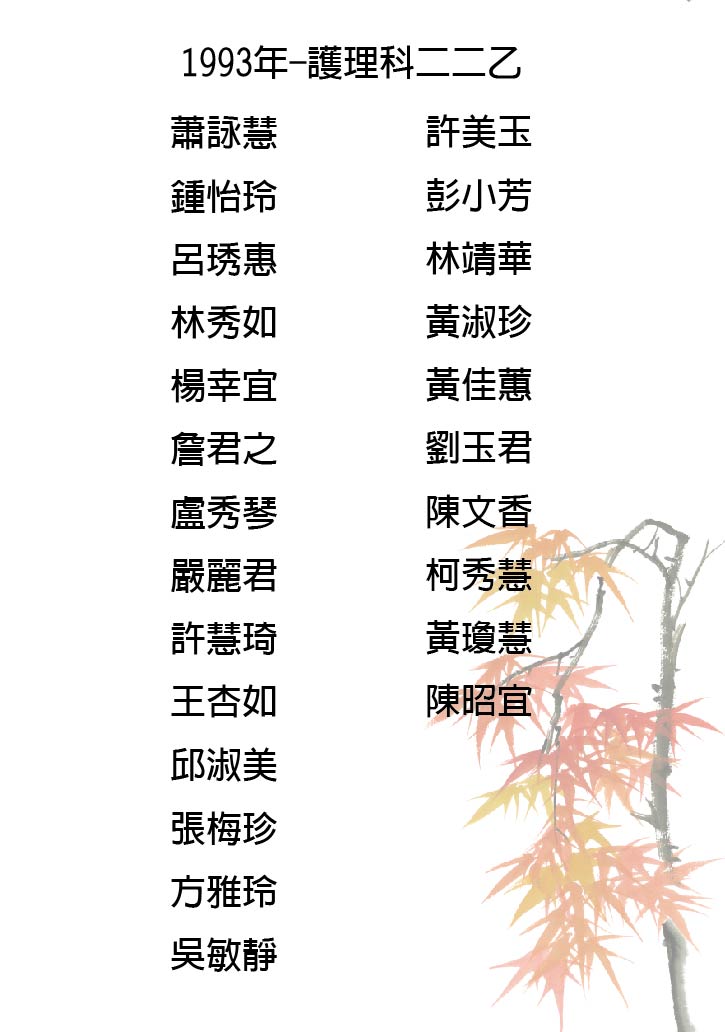 1993年-護理科二二乙
蕭詠慧
鍾怡玲
呂琇惠
林秀如
楊幸宜
詹君之
盧秀琴
嚴麗君
許慧琦
王杏如
邱淑美
張梅珍
方雅玲
吳敏靜
許美玉
彭小芳
林靖華
黃淑珍
黃佳蕙
劉玉君
陳文香
柯秀慧
黃瓊慧
陳昭宜